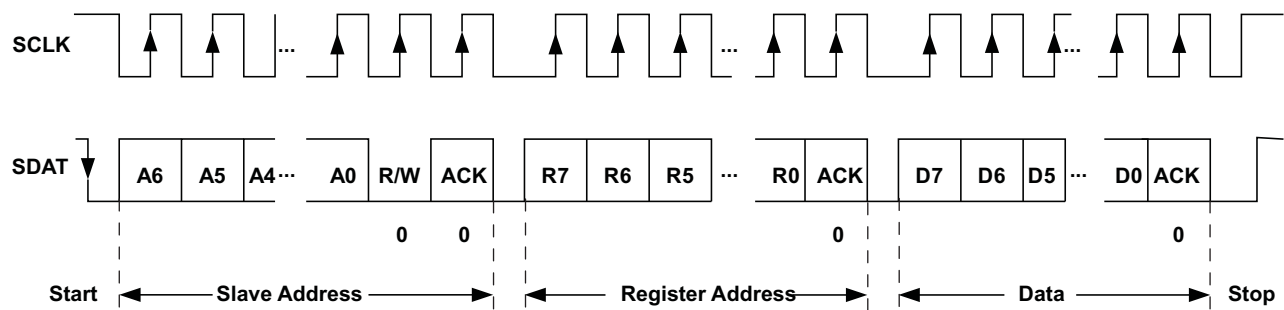 SCLK ... ... ...
SDAT A6 A5 A4... A0 R/W ACK R7 R6 R5 ... R0 ACK D7 D6 D5 ... D0 ACK
0 0 0 0
Start Slave Address Register Address Data Stop